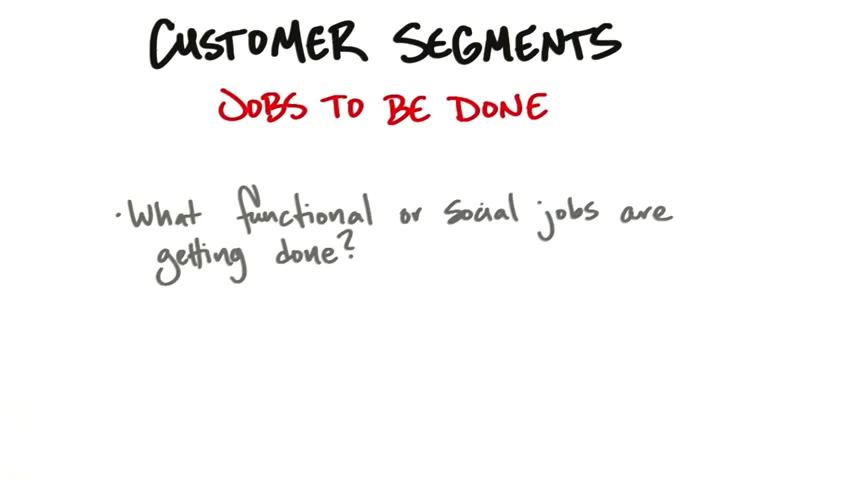 CUSTOMER SEGMENTS
JOBS TO BE DONE
· What functional or social jobs are
getting done?